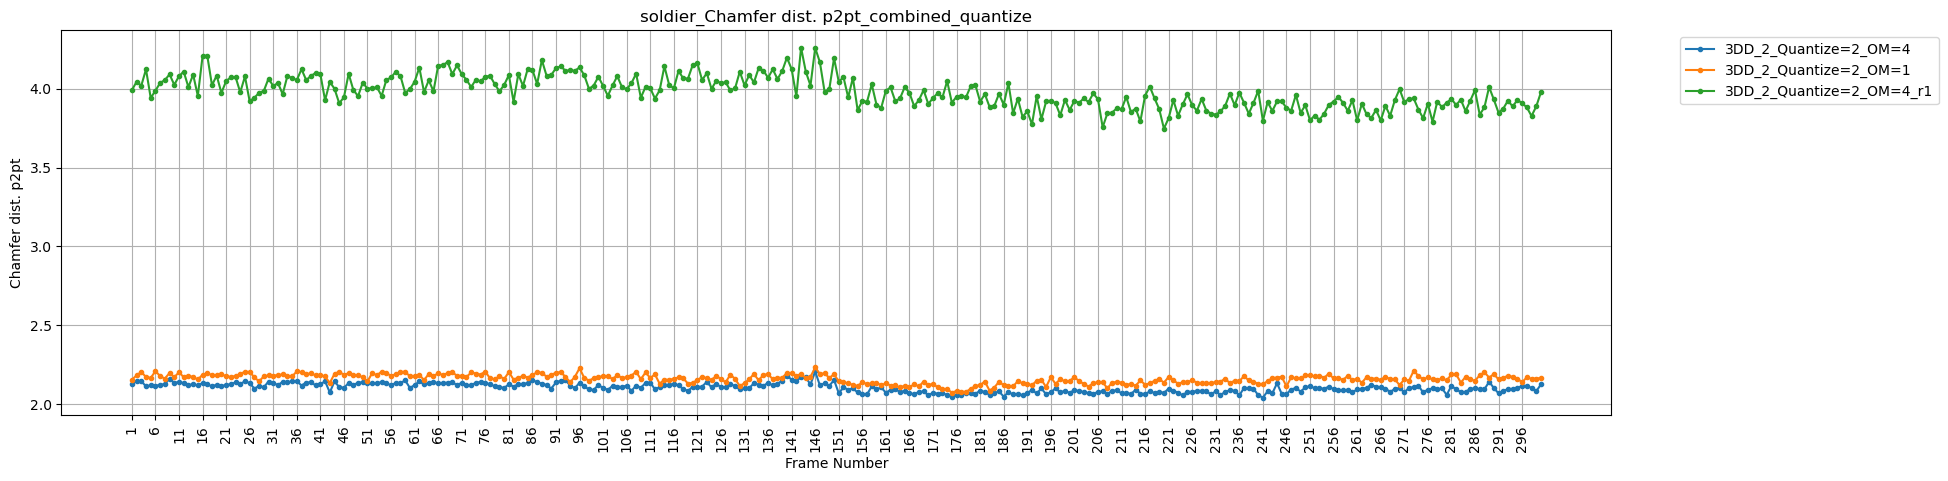 soldier_Chamfer dist. p2pt_combined_quantize
Chamfer dist. p2pt
4.0
3.5
3.0
2.5
2.0
1 6 11 16 21 26 31 36 41 46 51 56 61 66 71 76 81 86 91 96 101 106 111 116 121 126 131 136 141 146 151 156 161 166 171 176 181 186 191 196 201 206 211 216 221 226 231 236 241 246 251 256 261 266 271 276 281 286 291 296
Frame Number
3DD_2_Quantize=2_OM=4
3DD_2_Quantize=2_OM=1
3DD_2_Quantize=2_OM=4_r1